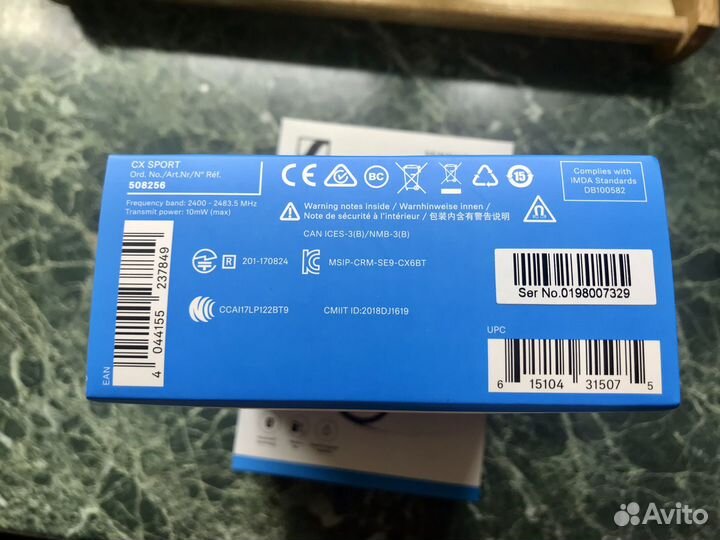 CX SPORT
Ord. No./Art.Nr/N° Réf.
508256
Frequency band: 2400 - 2483.5 MHz
Transmit power: 10mW (max)
CE
BC
15
Complies with
IMDA Standards
DB100582
Warning notes inside / Warnhinweise innen /
Note de sécurité à l'intérieur / 包装内含有警告说明
CAN ICES-3(B)/NMB-3(B)
R 201-170824
MSIP-CRM-SE9-CX6BT
CCAI17LP122BT9
CMIIT ID:2018DJ1619
Ser No.0198007329
UPC
6 15104 31507 5
EAN
4 044155 237849
Avito